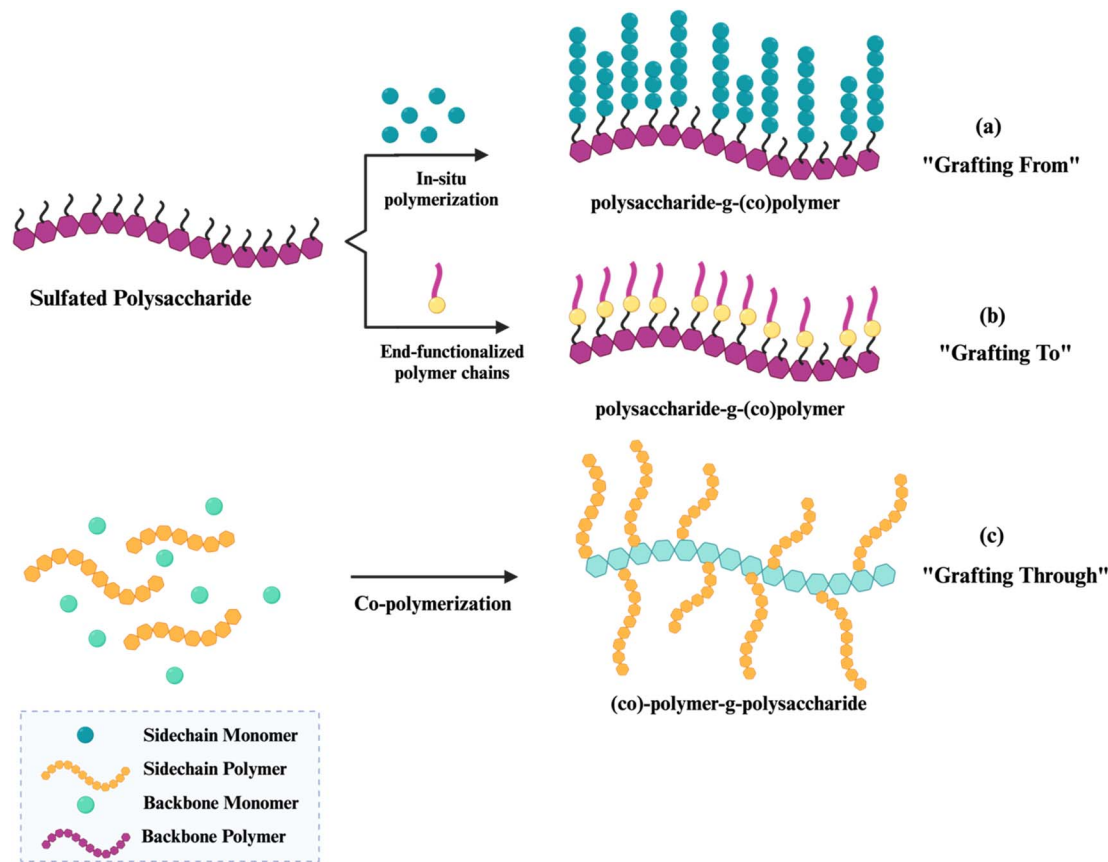 Sulfated Polysaccharide
In-situ
polymerization
polysaccharide-g-(co)polymer
(a)
"Grafting From"
End-functionalized
polymer chains
polysaccharide-g-(co)polymer
(b)
"Grafting To"
Co-polymerization
(co)-polymer-g-polysaccharide
(c)
"Grafting Through"
Sidechain Monomer
Sidechain Polymer
Backbone Monomer
Backbone Polymer